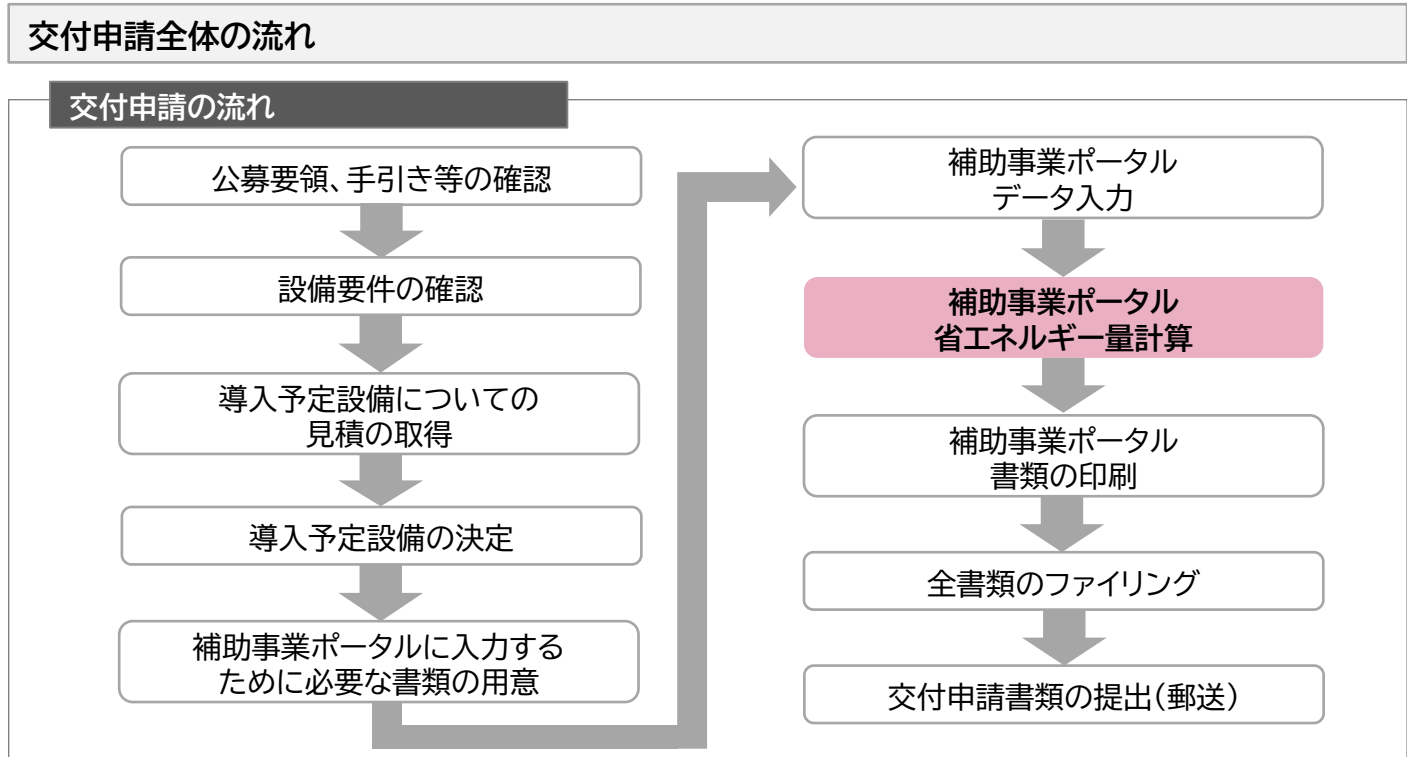 交付申請全体の流れ
交付申請の流れ
公募要領、手引き等の確認
設備要件の確認
導入予定設備についての
見積の取得
導入予定設備の決定
補助事業ポータルに入力する
ために必要な書類の用意
補助事業ポータル
データ入力
補助事業ポータル
省エネルギー量計算
補助事業ポータル
書類の印刷
全書類のファイリング
交付申請書類の提出(郵送)